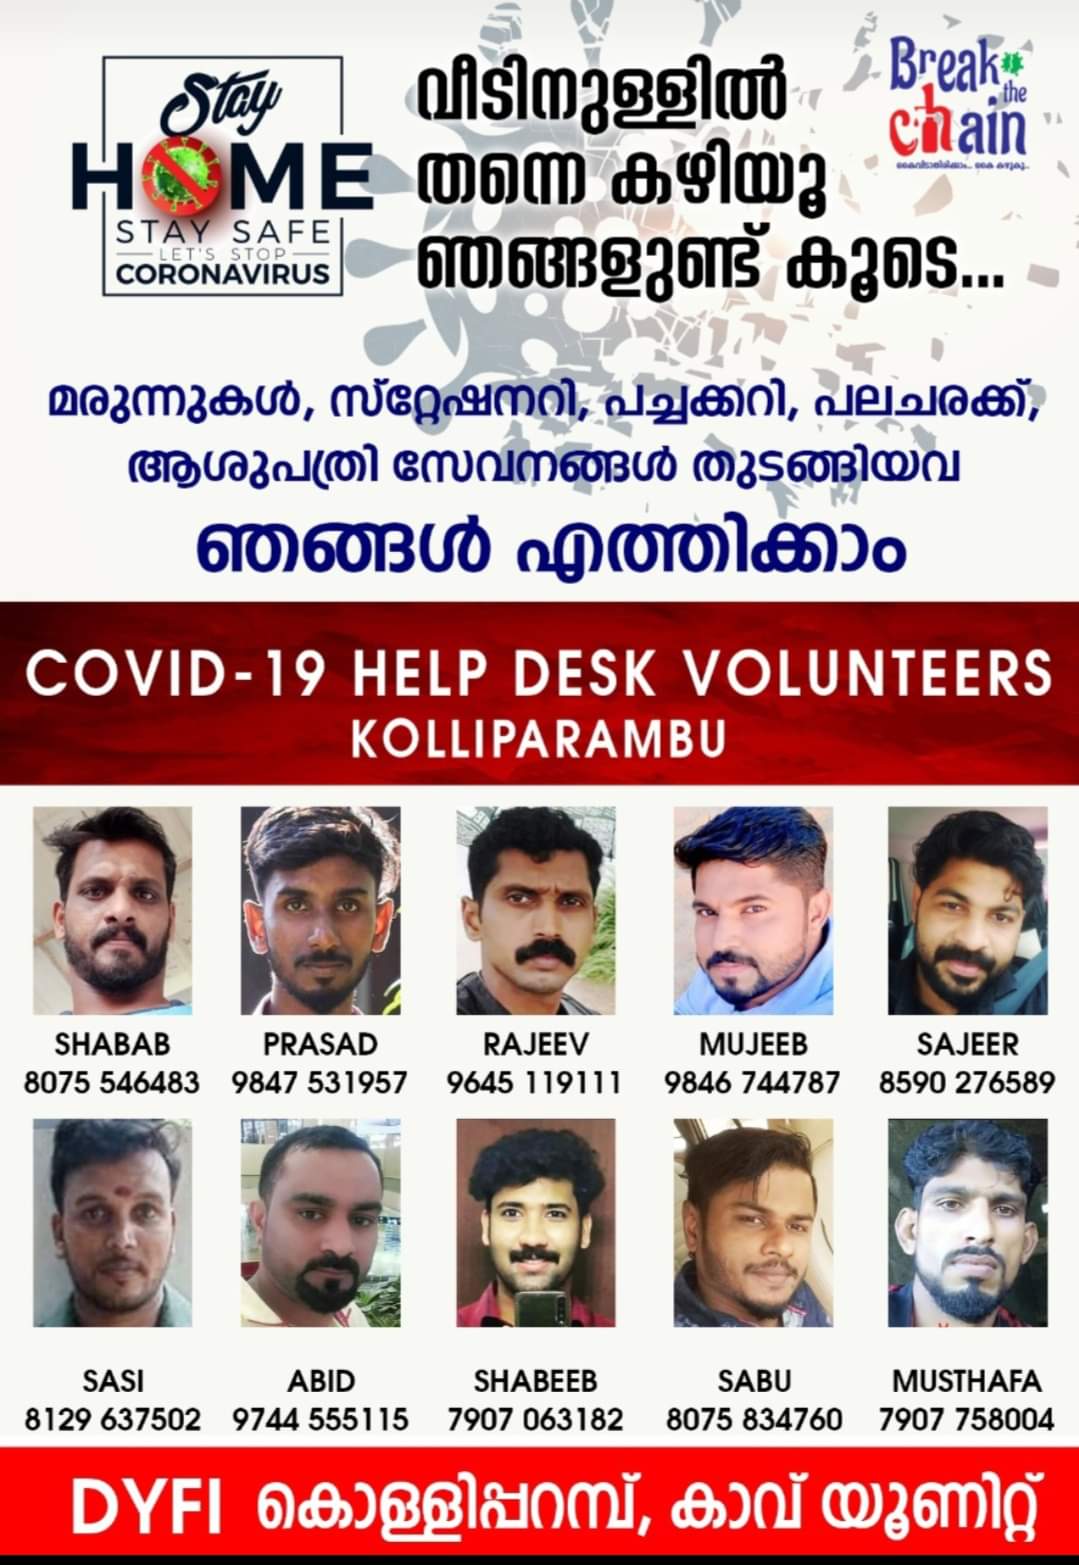 Stay
HOME
STAY SAFE
LET'S STOP
CORONAVIRUS
വീടിനുള്ളിൽ
തന്നെ കഴിയൂ
ഞങ്ങളുണ്ട് കൂടെ...
Break
the
chain
കൈവിടാതിരിക്കാം... കൈ കഴുകൂ..
മരുന്നുകൾ, സ്റ്റേഷനറി, പച്ചക്കറി, പലചരക്ക്,
ആശുപത്രി സേവനങ്ങൾ തുടങ്ങിയവ
ഞങ്ങൾ എത്തിക്കാം
COVID-19 HELP DESK VOLUNTEERS
KOLLIPARAMBU
SHABAB PRASAD RAJEEV MUJEEB SAJEER
8075 546483 9847 531957 9645 119111 9846 744787 8590 276589
SASI ABID SHABEEB SABU MUSTHAFA
8129 637502 9744 555115 7907 063182 8075 834760 7907 758004
DYFI കൊള്ളിപ്പറമ്പ്, കാവ് യൂണിറ്റ്